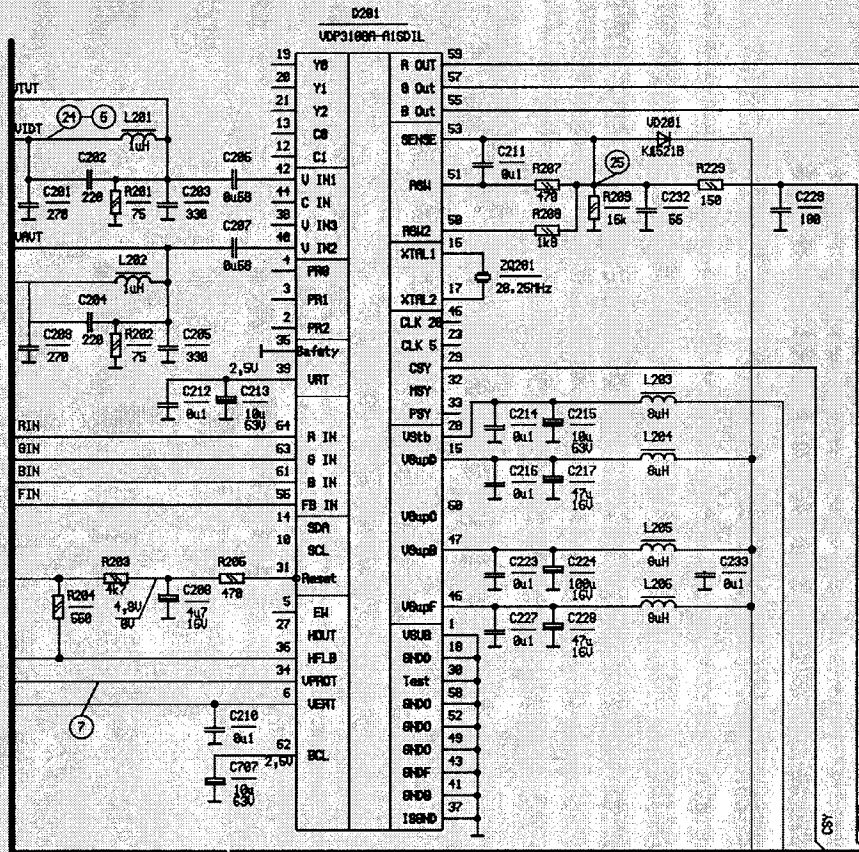 D201
VDP3108A-A1SDIL
19 Y0
20 Y1
21 Y2
13 C0
12 C1
42 V IN1
44 C IN
38 V IN3
40 V IN2
4 PR0
3 PR1
2 PR2
35 Safety
39 VRT
64 R IN
63 G IN
61 B IN
56 FB IN
14 SDA
10 SCL
31 Reset
5 EW
27 HOUT
36 HFLB
34 VPROT
6 VERT
62 BCL
59 R OUT
57 G Out
55 B Out
53 SENSE
51 RSW
50 RSW2
16 XTAL1
17 XTAL2
46 CLK 20
23 CLK 5
29 CSY
32 MSY
33 PSY
28 VStb
15 VSupD
60 VSupO
47 VSupB
46 VSupF
1 VSUB
18 GNDD
30 Test
58 GNDO
52 GNDO
49 GNDO
43 GNDF
41 GNDB
37 ISGND
VTVT
VIDT
24
6
L201
1uH
C202
220
C201
270
R201
75
C203
330
C206
0u68
VAVT
C207
0u68
L202
1uH
C204
220
270
R202
75
C205
330
2,5V
C212
0u1
C213
10u
63V
RIN
GIN
BIN
FIN
R203
4k7
R205
470
R204
560
4,8V
0V
C208
4u7
16V
7
C210
0u1
2,5V
C707
10u
63V
C211
0u1
R207
470
R208
1k8
25
VD201
R209
15k
C232
56
R229
150
100
ZQ201
20.25MHz
C214
0u1
C215
10u
63V
L203
8uH
L204
8uH
C216
0u1
C217
47u
16V
L205
8uH
C223
0u1
C224
100u
16V
C233
0u1
L206
8uH
C227
0u1
C228
47u
16V
CSY